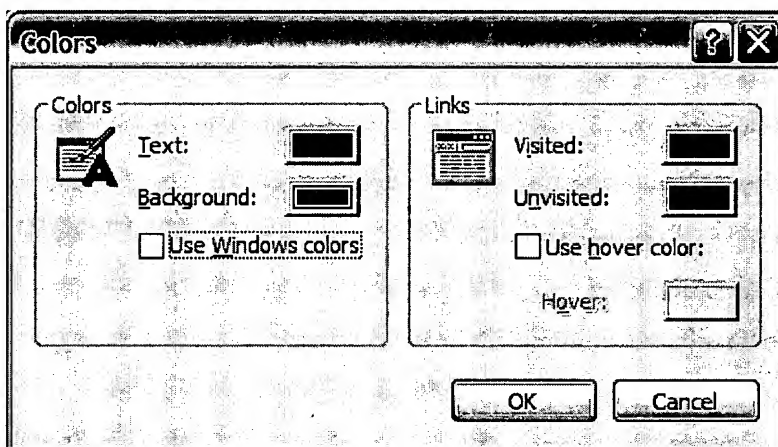 Colors
Colors
Text:
Background:
Use Windows colors
Links
Visited:
Unvisited:
Use hover color:
Hover:
OK
Cancel